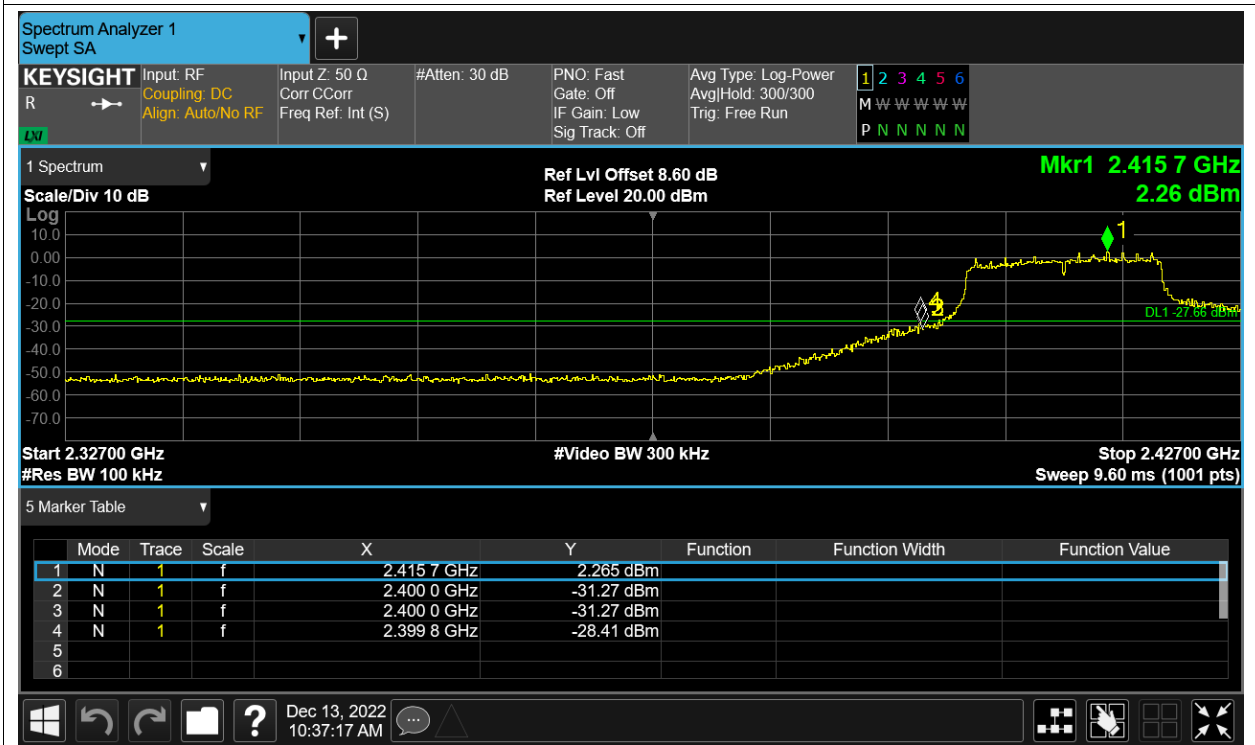 Spectrum Analyzer 1
Swept SA
+
KEYSIGHT
R
LXI
Input: RF
Coupling: DC
Align: Auto/No RF
Input Z: 50 Ω
Corr CCorr
Freq Ref: Int (S)
#Atten: 30 dB
PNO: Fast
Gate: Off
IF Gain: Low
Sig Track: Off
Avg Type: Log-Power
Avg|Hold: 300/300
Trig: Free Run
1 2 3 4 5 6
M W W W W W
P N N N N N
1 Spectrum
Scale/Div 10 dB
Ref Lvl Offset 8.60 dB
Ref Level 20.00 dBm
Mkr1 2.415 7 GHz
2.26 dBm
Log
10.0
0.00
-10.0
-20.0
-30.0
-40.0
-50.0
-60.0
-70.0
1
4
DL1 -27.66 dBm
Start 2.32700 GHz
#Res BW 100 kHz
#Video BW 300 kHz
Stop 2.42700 GHz
Sweep 9.60 ms (1001 pts)
5 Marker Table
Mode Trace Scale X Y Function Function Width Function Value
1 N 1 f 2.415 7 GHz 2.265 dBm
2 N 1 f 2.400 0 GHz -31.27 dBm
3 N 1 f 2.400 0 GHz -31.27 dBm
4 N 1 f 2.399 8 GHz -28.41 dBm
5
6
?
Dec 13, 2022
10:37:17 AM